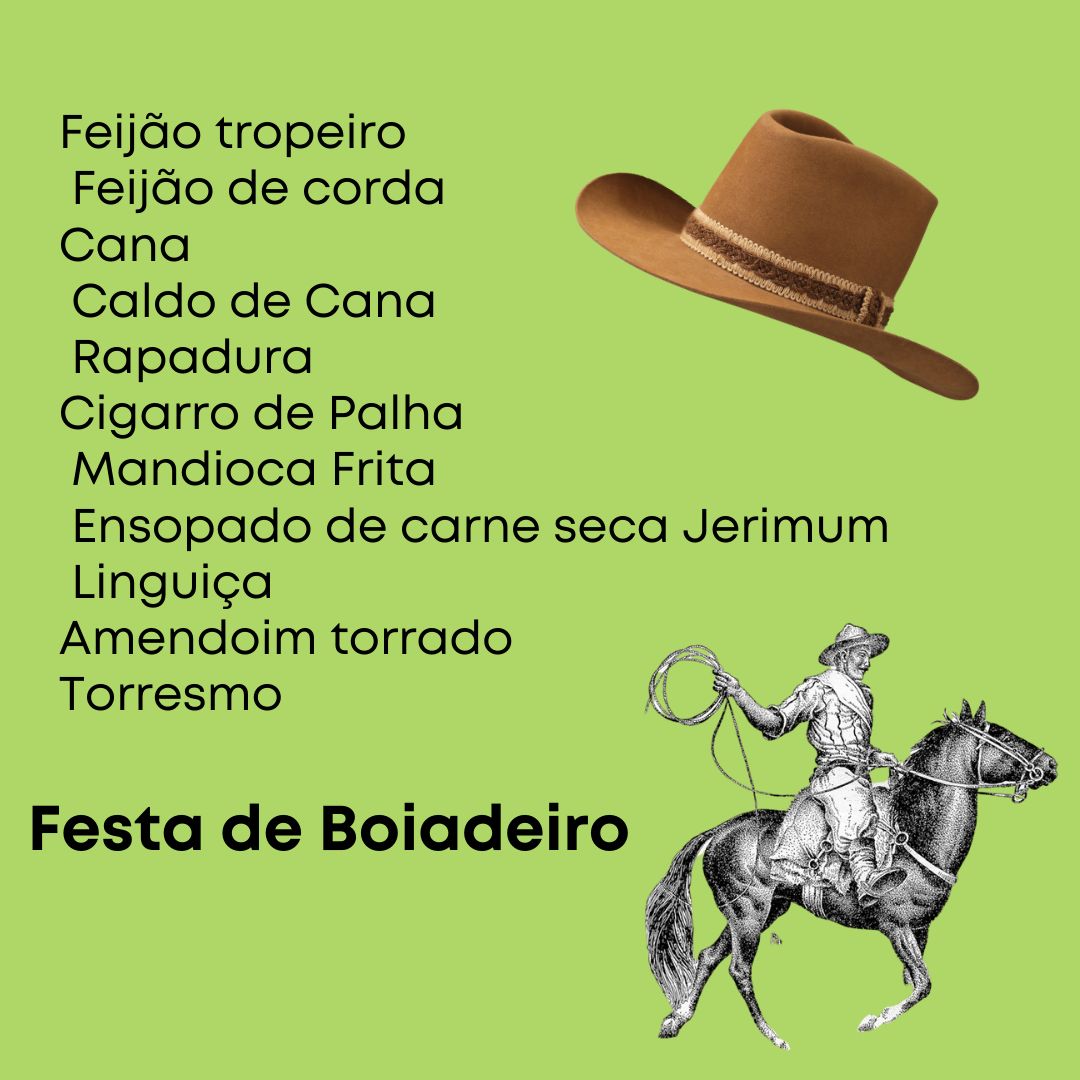 Feijão tropeiro
Feijão de corda
Cana
Caldo de Cana
Rapadura
Cigarro de Palha
Mandioca Frita
Ensopado de carne seca Jerimum
Linguiça
Amendoim torrado
Torresmo
Festa de Boiadeiro